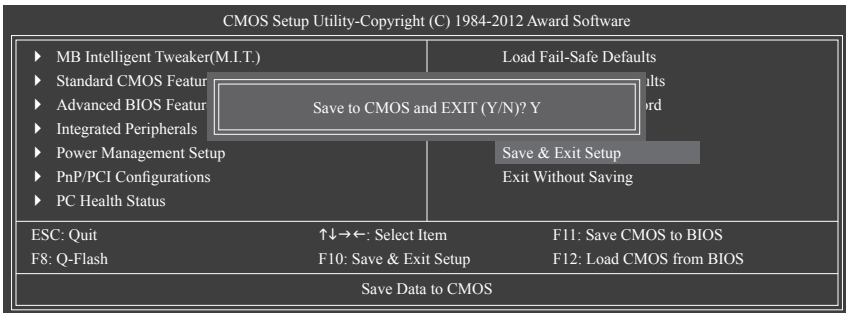 CMOS Setup Utility-Copyright (C) 1984-2012 Award Software
MB Intelligent Tweaker(M.I.T.)
Standard CMOS Featur
Advanced BIOS Featur
Integrated Peripherals
Power Management Setup
PnP/PCI Configurations
PC Health Status
Load Fail-Safe Defaults
ults
ord
Save & Exit Setup
Exit Without Saving
Save to CMOS and EXIT (Y/N)? Y
ESC: Quit ↑↓→←: Select Item F11: Save CMOS to BIOS
F8: Q-Flash F10: Save & Exit Setup F12: Load CMOS from BIOS
Save Data to CMOS